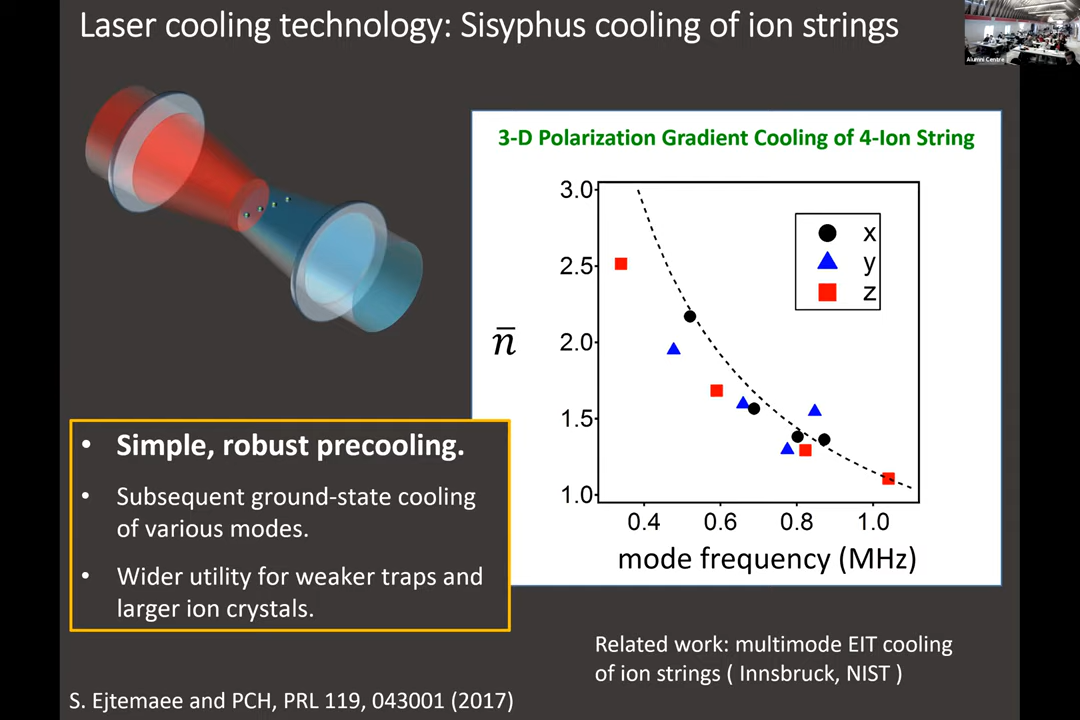 Laser cooling technology: Sisyphus cooling of ion strings
Alumni Centre
3-D Polarization Gradient Cooling of 4-Ion String
3.0
2.5
2.0
1.5
1.0
n̄
x
y
z
0.4 0.6 0.8 1.0
mode frequency (MHz)
• Simple, robust precooling.
• Subsequent ground-state cooling
of various modes.
• Wider utility for weaker traps and
larger ion crystals.
Related work: multimode EIT cooling
of ion strings ( Innsbruck, NIST )
S. Ejtemaee and PCH, PRL 119, 043001 (2017)